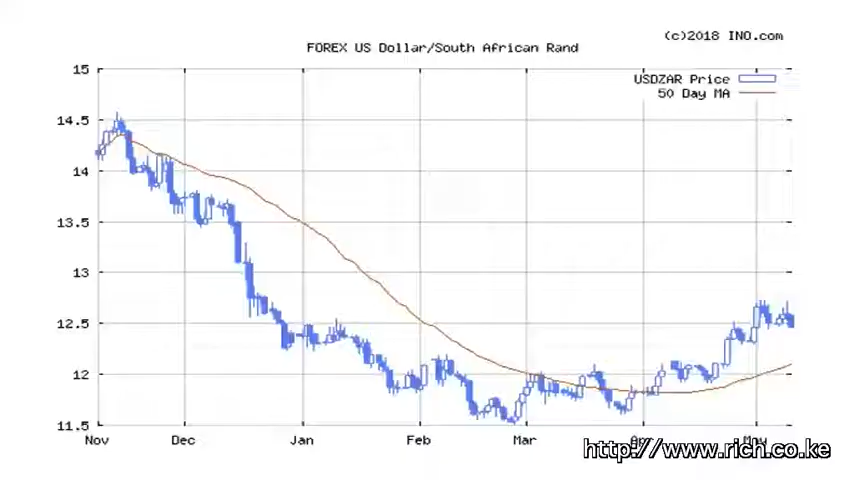 (c)2018 INO.com
FOREX US Dollar/South African Rand
USDZAR Price
50 Day MA
15
14.5
14
13.5
13
12.5
12
11.5
Nov Dec Jan Feb Mar Apr May
http://www.rich.co.ke